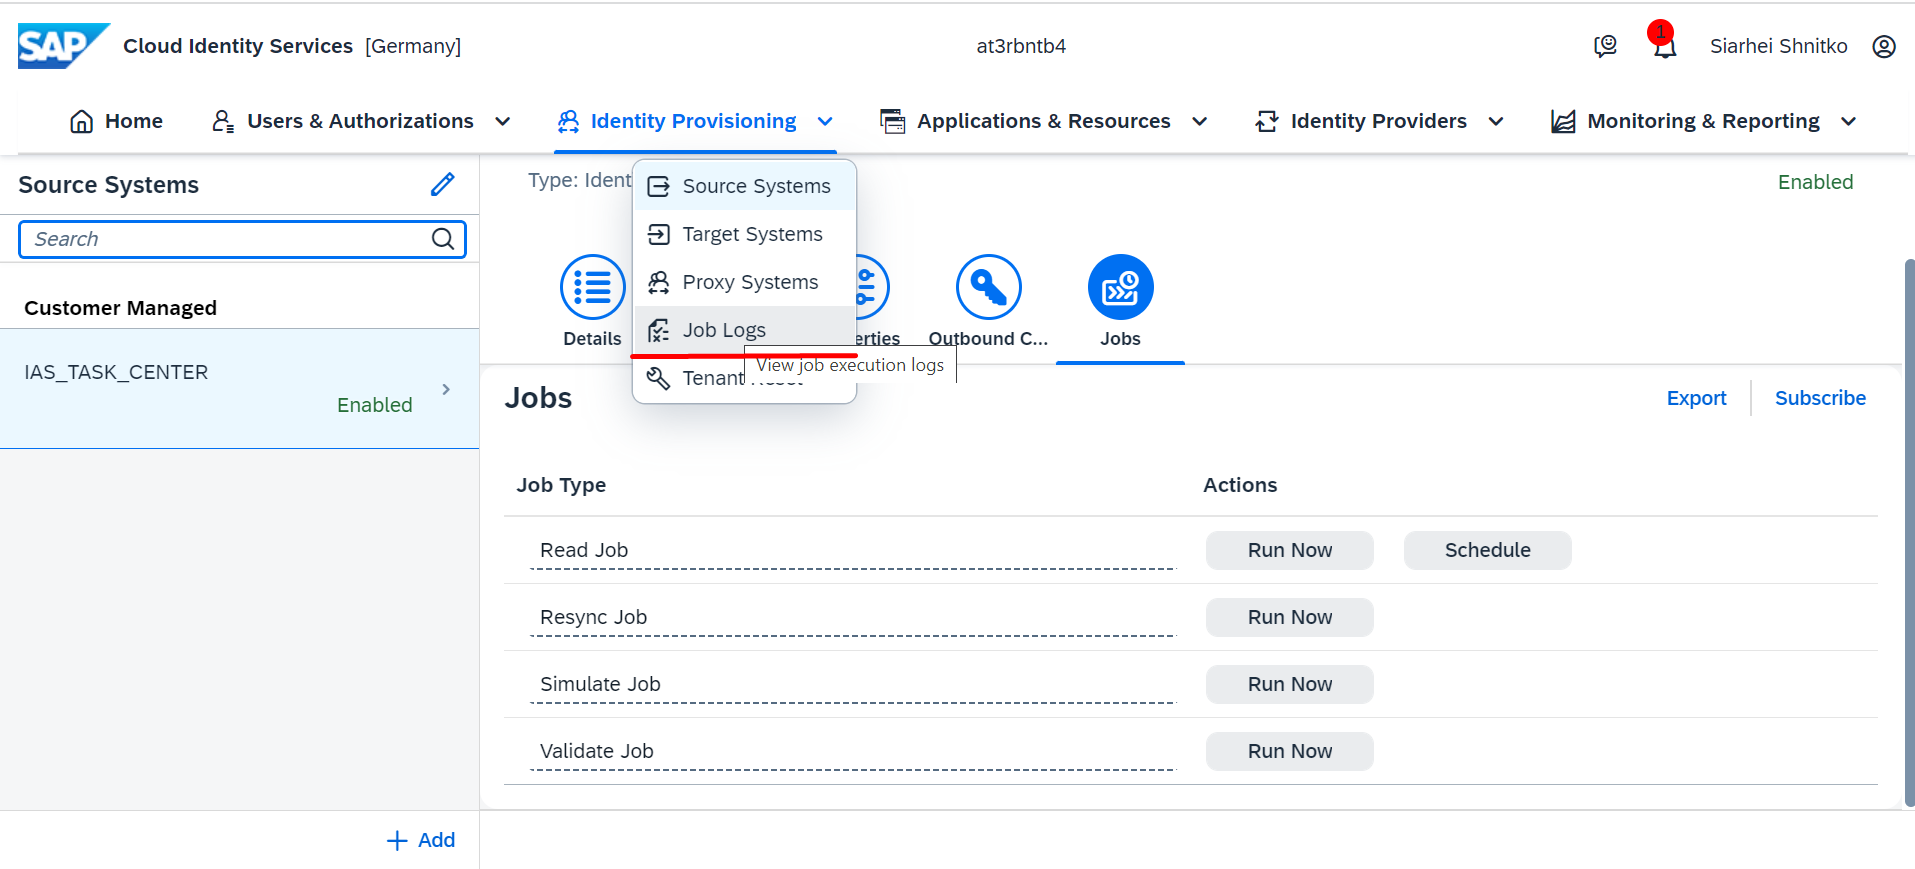 SAP Cloud Identity Services [Germany] at3rbntb4 1 Siarhei Shnitko
Home Users & Authorizations Identity Provisioning Applications & Resources Identity Providers Monitoring & Reporting
Source Systems
Search
Customer Managed
IAS_TASK_CENTER
Enabled
Add
Type: Ident
Enabled
Source Systems
Target Systems
Proxy Systems
Job Logs
View job execution logs
Tenant
Details
erties
Outbound C...
Jobs
Jobs
Export Subscribe
Job Type Actions
Read Job Run Now Schedule
Resync Job Run Now
Simulate Job Run Now
Validate Job Run Now